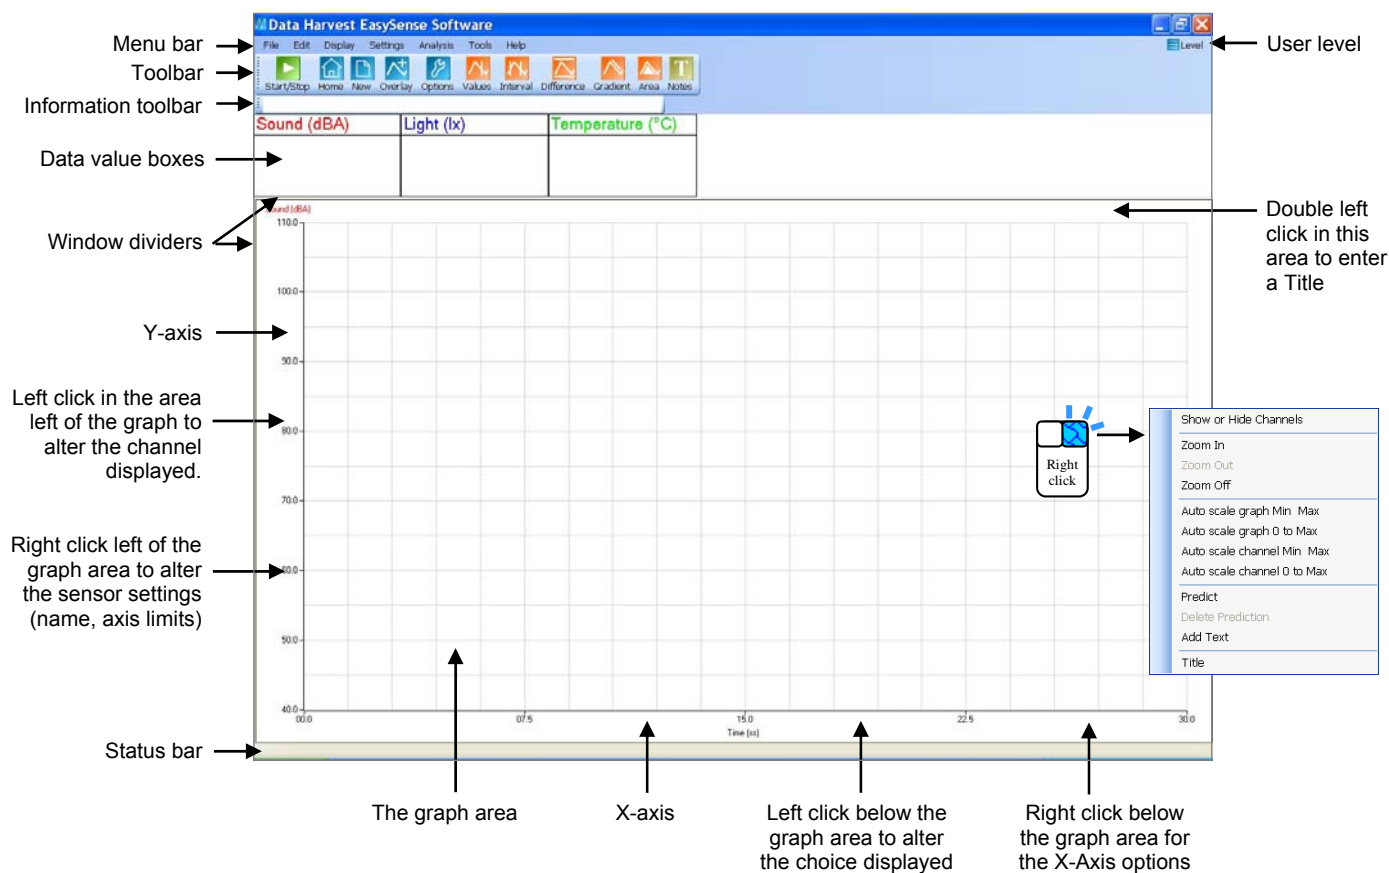 Data Harvest EasySense Software
Menu bar
File Edit Display Settings Analysis Tools Help
Level
User level
Toolbar
Start/Stop Home New Overlay Options Values Interval Difference Gradient Area Notes
Information toolbar
Sound (dBA) Light (lx) Temperature (°C)
Data value boxes
Sound (dBA)
110.0
Window dividers
Double left
click in this
area to enter
a Title
100.0
Y-axis
90.0
Left click in the area
left of the graph to
alter the channel
displayed.
80.0
Right
click
Show or Hide Channels
Zoom In
Zoom Out
Zoom Off
Auto scale graph Min Max
Auto scale graph 0 to Max
Auto scale channel Min Max
Auto scale channel 0 to Max
Predict
Delete Prediction
Add Text
Title
70.0
Right click left of the
graph area to alter
the sensor settings
(name, axis limits)
60.0
50.0
40.0
00.0 07.5 15.0 22.5 30.0
Time (ss)
Status bar
The graph area
X-axis
Left click below the
graph area to alter
the choice displayed
Right click below
the graph area for
the X-Axis options